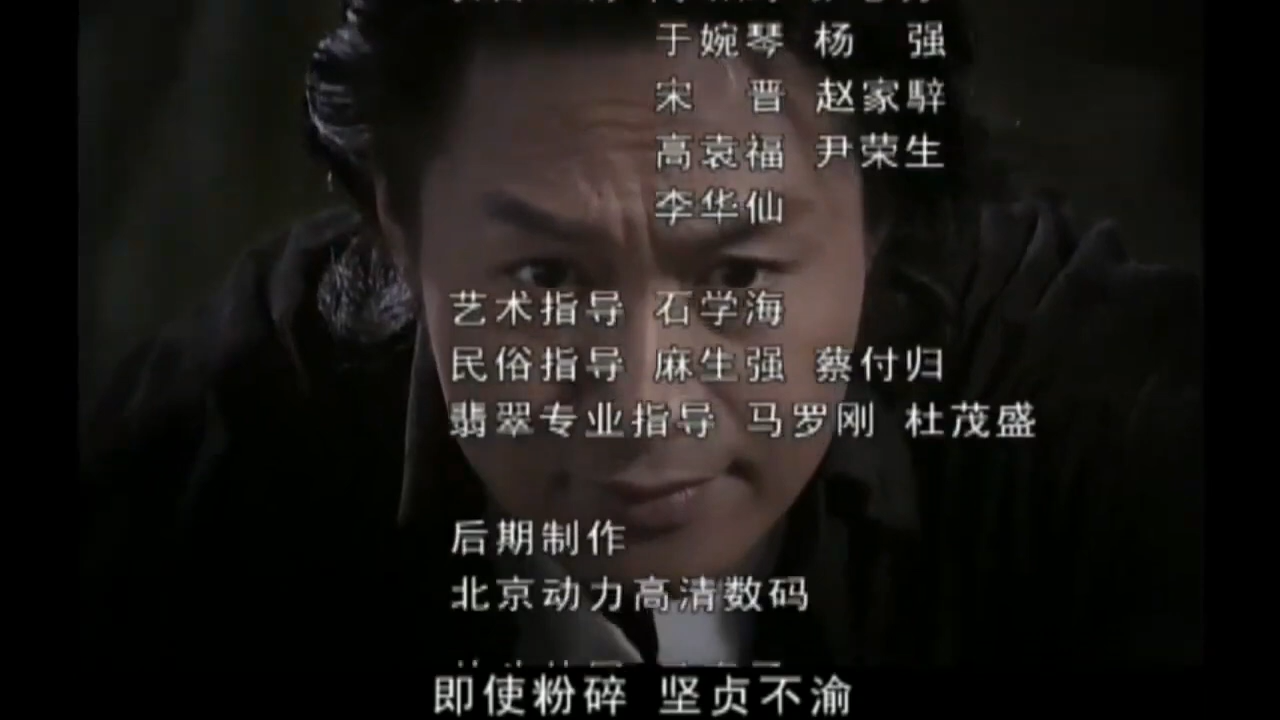 于婉琴 杨 强
宋 晋 赵家騂
高袁福 尹荣生
李华仙
艺术指导 石学海
民俗指导 麻生强 蔡付归
翡翠专业指导 马罗刚 杜茂盛
后期制作
北京动力高清数码
即使粉碎 坚贞不渝